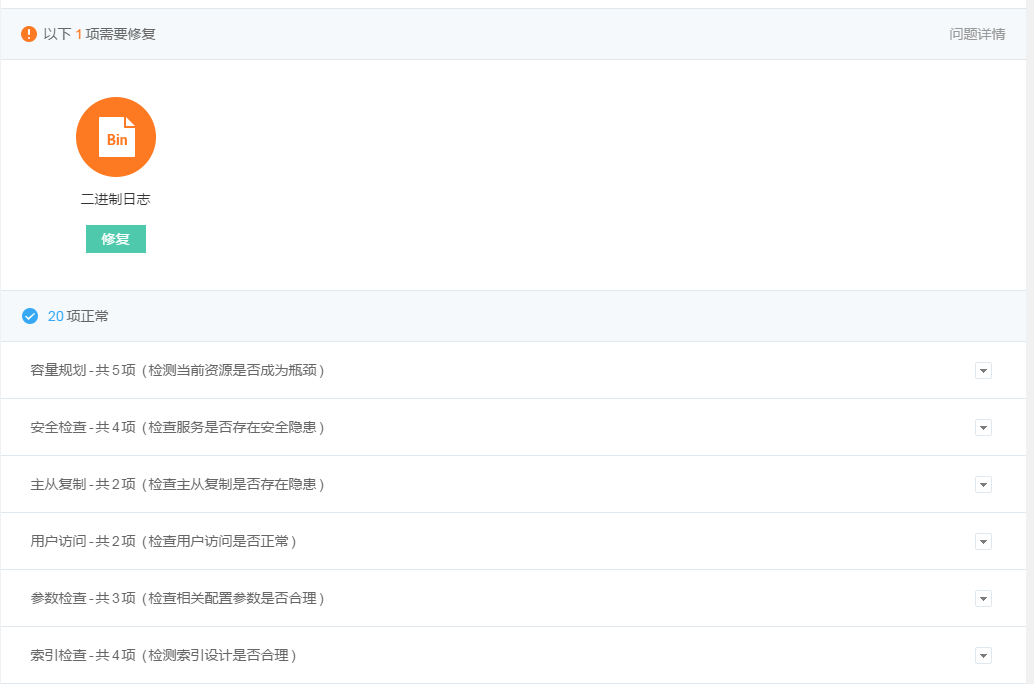 以下 1 项需要修复
问题详情
Bin
二进制日志
修复
20 项正常
容量规划 - 共 5 项（检测当前资源是否成为瓶颈）
安全检查 - 共 4 项（检查服务是否存在安全隐患）
主从复制 - 共 2 项（检查主从复制是否存在隐患）
用户访问 - 共 2 项（检查用户访问是否正常）
参数检查 - 共 3 项（检查相关配置参数是否合理）
索引检查 - 共 4 项（检测索引设计是否合理）